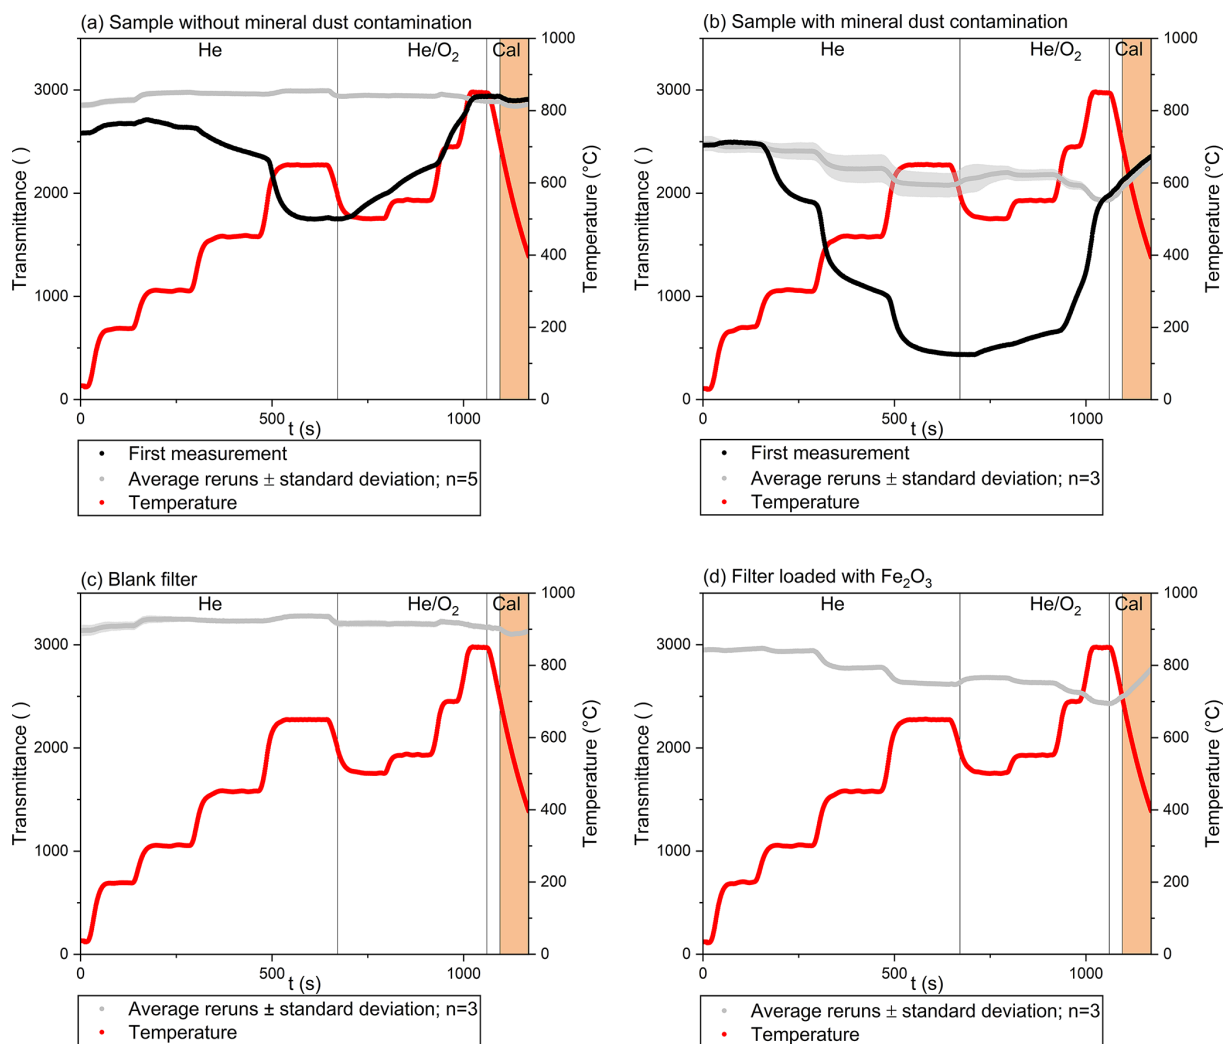 (a) Sample without mineral dust contamination
He
He/O₂
Cal
1000
800
600
400
200
0
Temperature (°C)
3000
2000
1000
0
Transmittance ( )
0
500
1000
t (s)
First measurement
Average reruns ± standard deviation; n=5
Temperature
(b) Sample with mineral dust contamination
He
He/O₂
Cal
1000
800
600
400
200
0
Temperature (°C)
3000
2000
1000
0
Transmittance ( )
0
500
1000
t (s)
First measurement
Average reruns ± standard deviation; n=3
Temperature
(c) Blank filter
He
He/O₂
Cal
1000
800
600
400
200
0
Temperature (°C)
3000
2000
1000
0
Transmittance ( )
0
500
1000
t (s)
Average reruns ± standard deviation; n=3
Temperature
(d) Filter loaded with Fe₂O₃
He
He/O₂
Cal
1000
800
600
400
200
0
Temperature (°C)
3000
2000
1000
0
Transmittance ( )
0
500
1000
t (s)
Average reruns ± standard deviation; n=3
Temperature